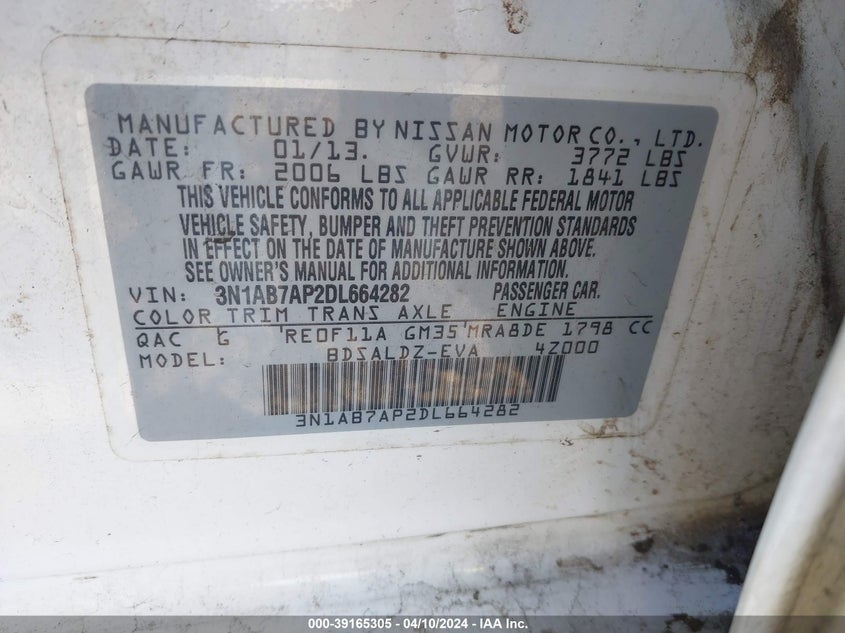 MANUFACTURED BY NISSAN MOTOR CO., LTD.
DATE: 01/13. GVWR: 3772 LBS
GAWR FR: 2006 LBS GAWR RR: 1841 LBS
THIS VEHICLE CONFORMS TO ALL APPLICABLE FEDERAL MOTOR
VEHICLE SAFETY, BUMPER AND THEFT PREVENTION STANDARDS
IN EFFECT ON THE DATE OF MANUFACTURE SHOWN ABOVE.
SEE OWNER'S MANUAL FOR ADDITIONAL INFORMATION.
VIN: 3N1AB7AP2DL664282 PASSENGER CAR.
COLOR TRIM TRANS AXLE ENGINE
QAC G RE0F11A GM35 MRA8DE 1798 CC
MODEL: BDSALDZ-EVA 4Z000
3N1AB7AP2DL664282
000-39165305 - 04/10/2024 - IAA Inc.